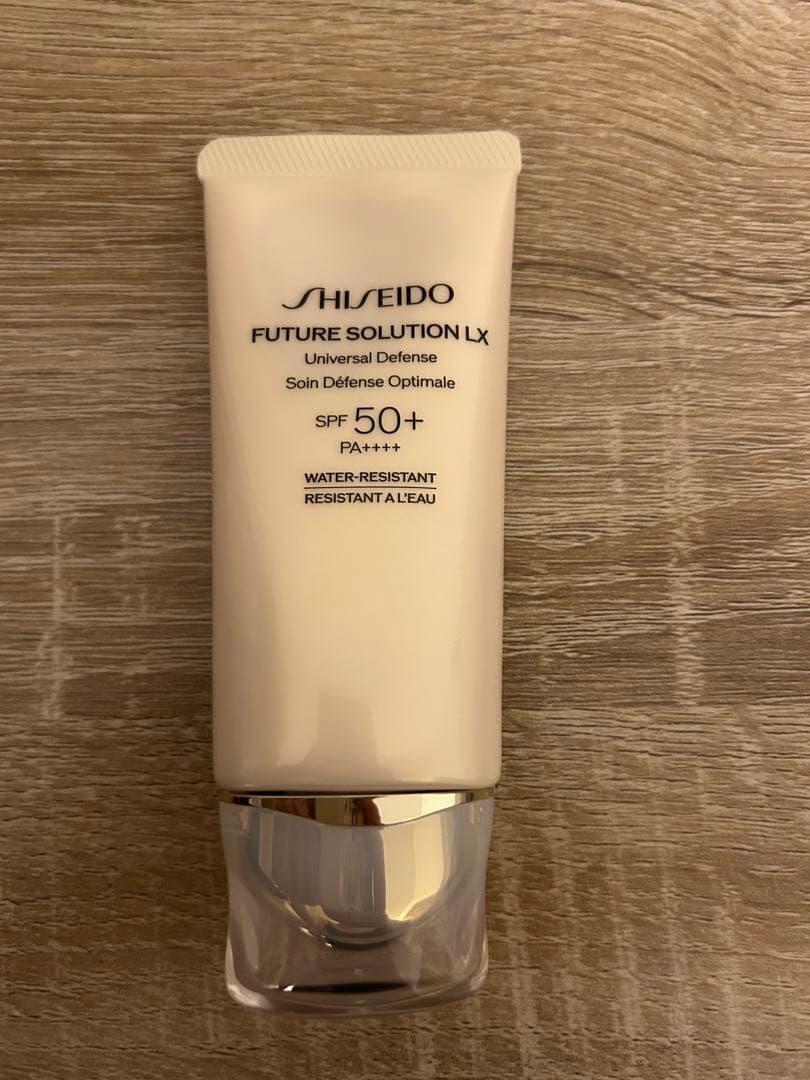 SHISEIDO
FUTURE SOLUTION LX
Universal Defense
Soin Défense Optimale
SPF 50+
PA++++
WATER-RESISTANT
RESISTANT A L'EAU